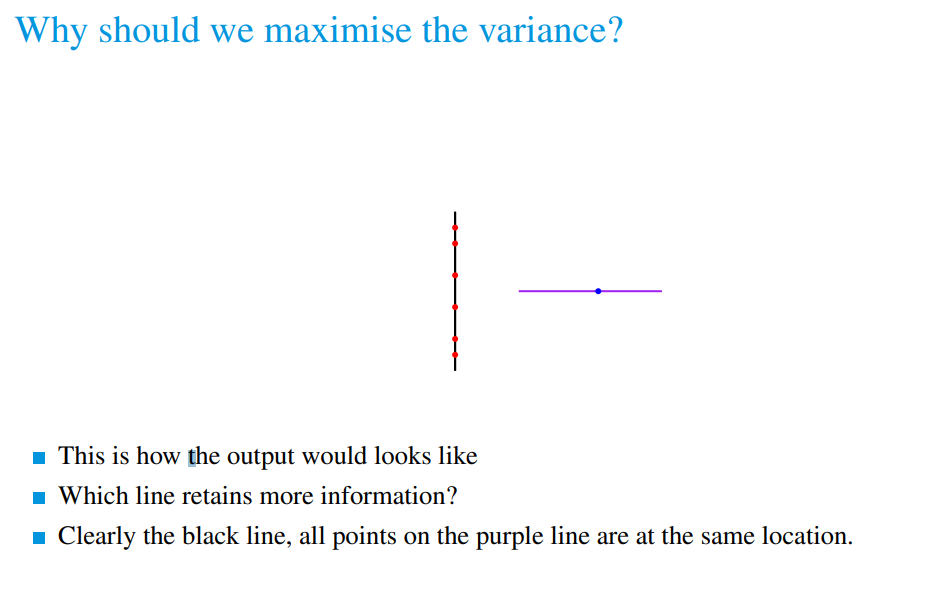 Why should we maximise the variance?
This is how the output would looks like
Which line retains more information?
Clearly the black line, all points on the purple line are at the same location.